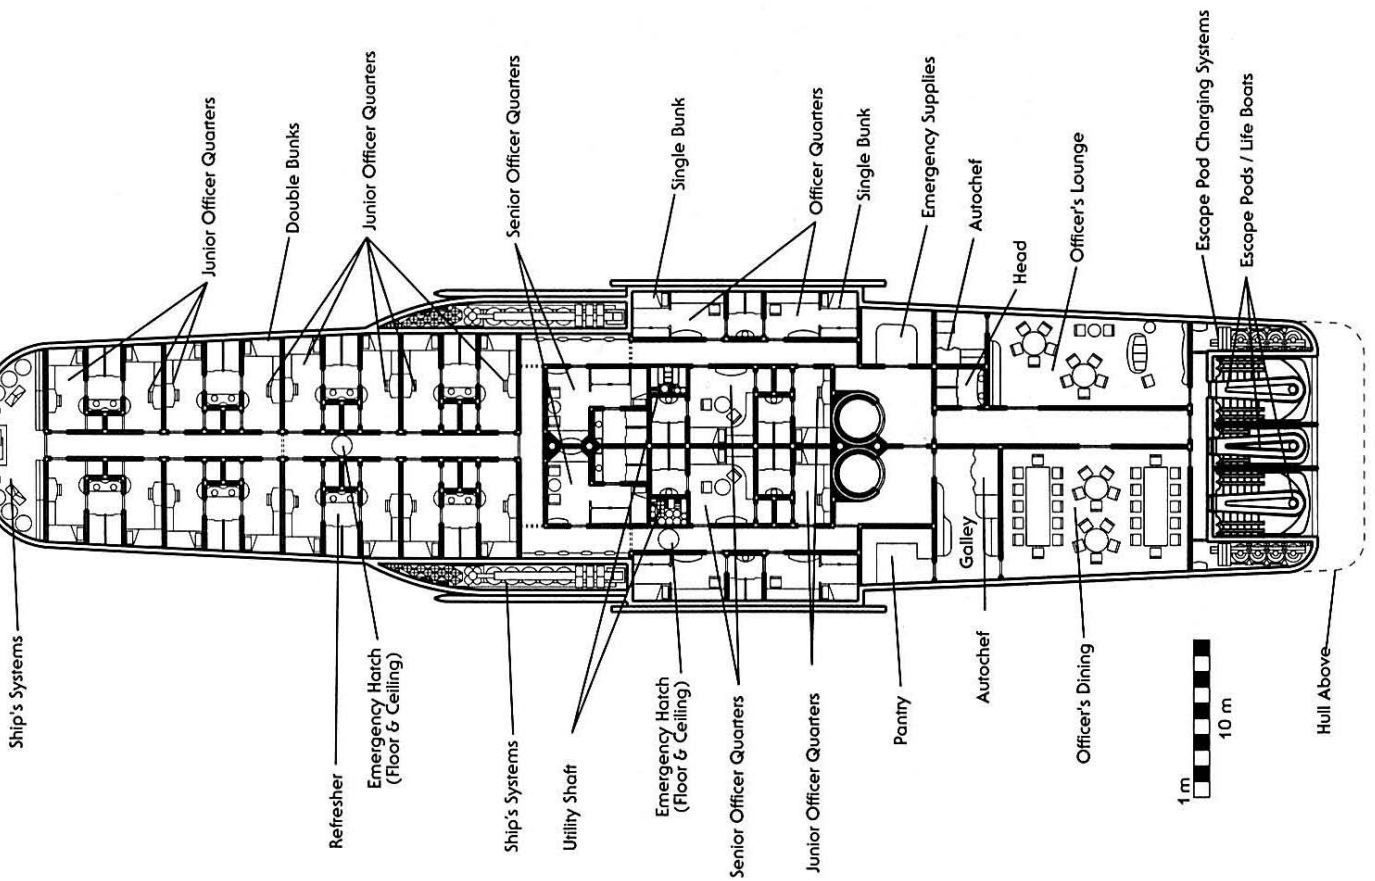 Ship's Systems
Junior Officer Quarters
Double Bunks
Junior Officer Quarters
Senior Officer Quarters
Single Bunk
Officer Quarters
Single Bunk
Emergency Supplies
Autochef
Head
Officer's Lounge
Escape Pod Charging Systems
Escape Pods / Life Boats
Refresher
Emergency Hatch
(Floor & Ceiling)
Ship's Systems
Utility Shaft
Emergency Hatch
(Floor & Ceiling)
Senior Officer Quarters
Junior Officer Quarters
Pantry
Galley
Autochef
Officer's Dining
1 m
10 m
Hull Above